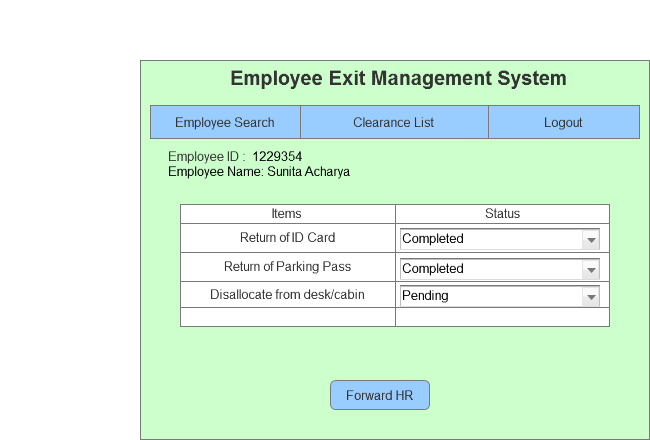 Employee Exit Management System
Employee Search Clearance List Logout
Employee ID : 1229354
Employee Name: Sunita Acharya
Items Status
Return of ID Card Completed
Return of Parking Pass Completed
Disallocate from desk/cabin Pending
Forward HR